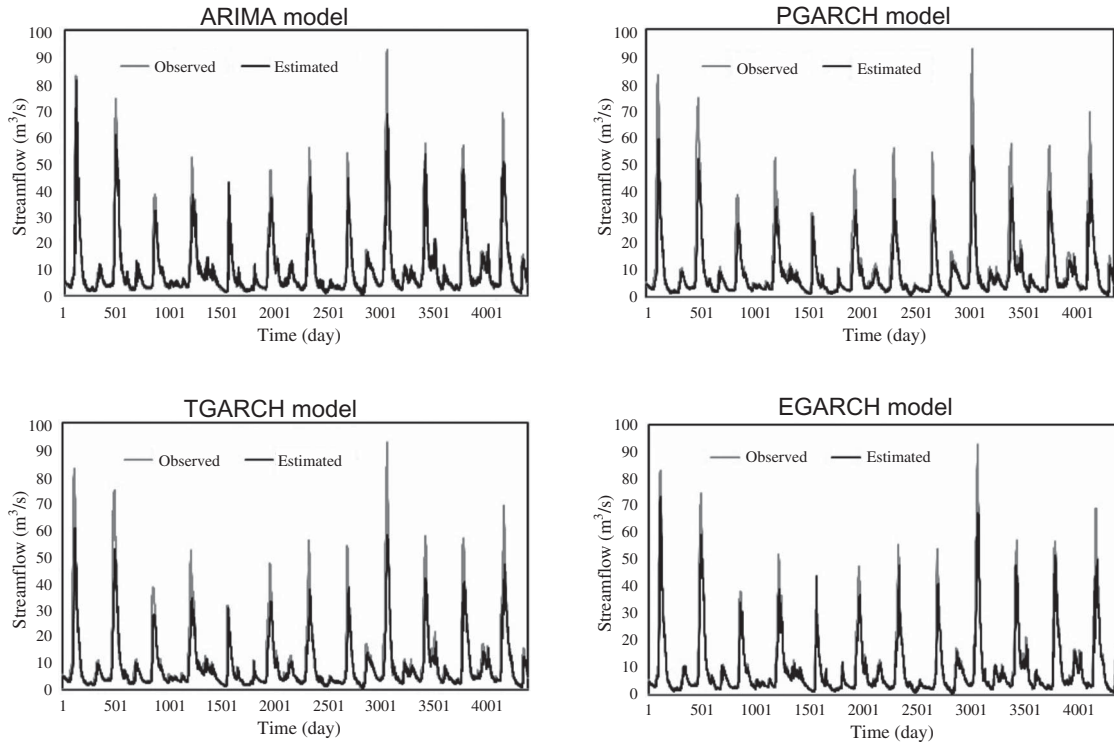 ARIMA model
100
90
80
70
60
50
40
30
20
10
0
Streamflow (m³/s)
Observed Estimated
1 501 1001 1501 2001 2501 3001 3501 4001
Time (day)
PGARCH model
100
90
80
70
60
50
40
30
20
10
0
Streamflow (m³/s)
Observed Estimated
1 501 1001 1501 2001 2501 3001 3501 4001
Time (day)
TGARCH model
100
90
80
70
60
50
40
30
20
10
0
Streamflow (m³/s)
Observed Estimated
1 501 1001 1501 2001 2501 3001 3501 4001
Time (day)
EGARCH model
100
90
80
70
60
50
40
30
20
10
0
Streamflow (m³/s)
Observed Estimated
1 501 1001 1501 2001 2501 3001 3501 4001
Time (day)